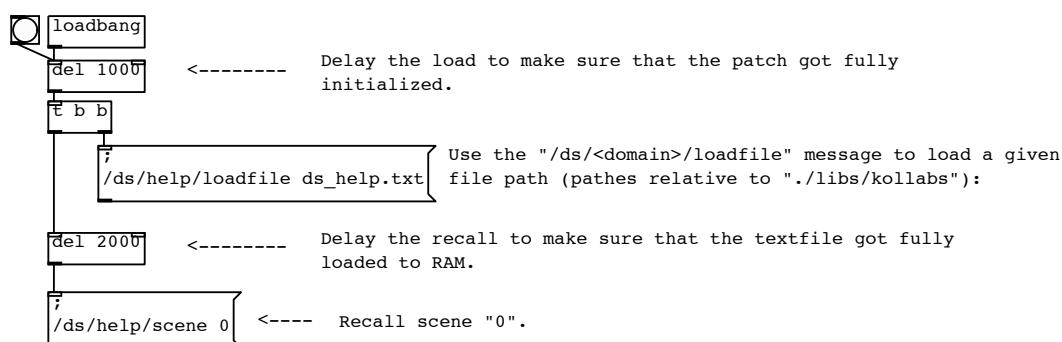 loadbang
del 1000
<--------
Delay the load to make sure that the patch got fully
initialized.
t b b
;
/ds/help/loadfile ds_help.txt
Use the "/ds/<domain>/loadfile" message to load a given
file path (pathes relative to "./libs/kollabs"):
del 2000
<--------
Delay the recall to make sure that the textfile got fully
loaded to RAM.
;
/ds/help/scene 0
<----
Recall scene "0".